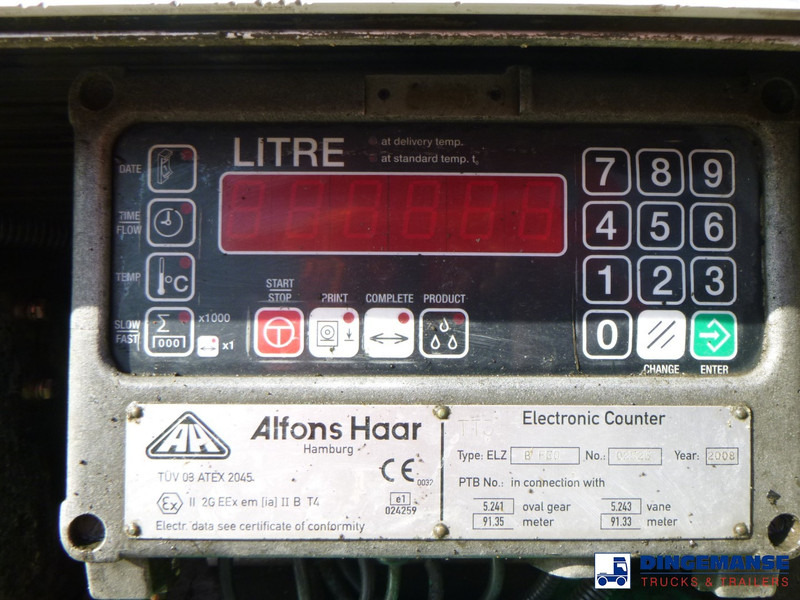 LITRE
at delivery temp.
at standard temp. t.
DATE
TIME
FLOW
TEMP
°C
SLOW
FAST
Σ
000
x1000
x1
START
STOP
PRINT
COMPLETE
PRODUCT
7 8 9
4 5 6
1 2 3
0
CHANGE
ENTER
Alfons Haar
Hamburg
TÜV 03 ATEX 2045
CE 0032
Ex II 2G EEx em [ia] II B T4
e1
024259
Electr. data see certificate of conformity
Electronic Counter
Type: ELZ No.: Year: 2008
PTB No.: in connection with
5.241 oval gear 5.243 vane
91.35 meter 91.33 meter
DINGEMANSE
TRUCKS & TRAILERS